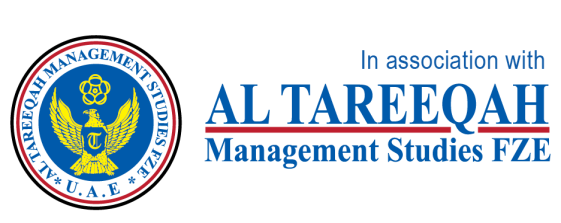 AL TAREEQAH MANAGEMENT STUDIES FZE
T
* U.A.E *
In association with
AL TAREEQAH
Management Studies FZE